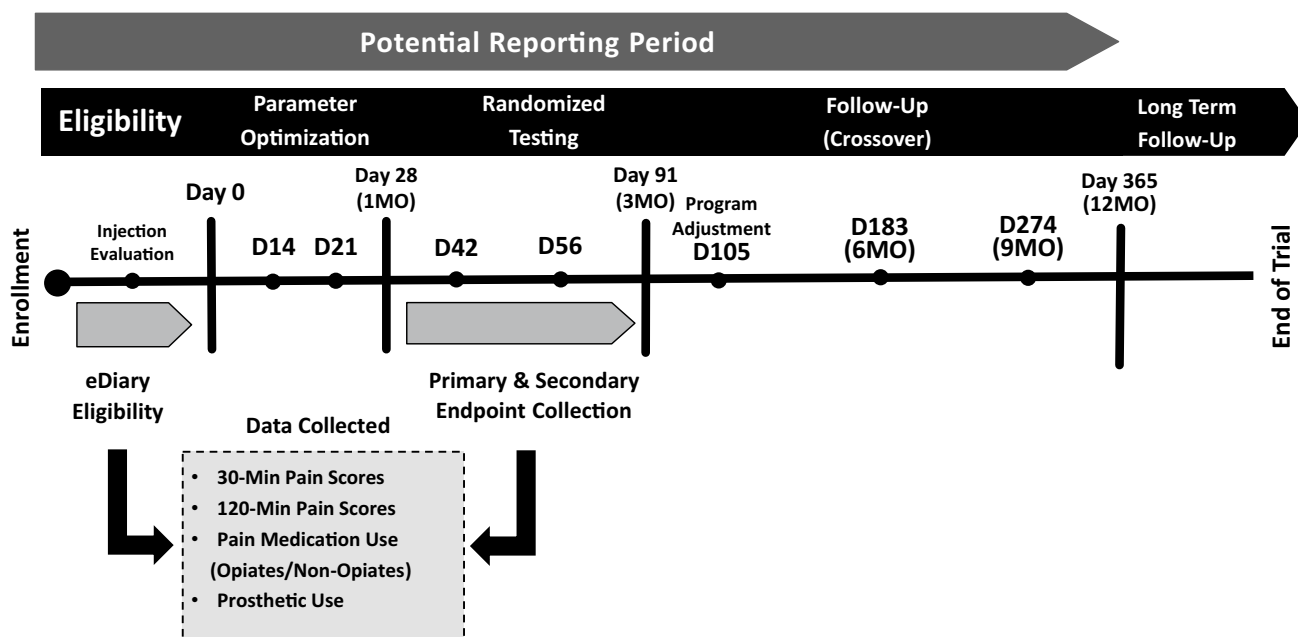 Potential Reporting Period
Eligibility
Parameter
Optimization
Randomized
Testing
Follow-Up
(Crossover)
Long Term
Follow-Up
Enrollment
Injection
Evaluation
Day 0
D14
D21
Day 28
(1MO)
D42
D56
Day 91
(3MO)
Program
Adjustment
D105
D183
(6MO)
D274
(9MO)
Day 365
(12MO)
End of Trial
eDiary
Eligibility
Primary & Secondary
Endpoint Collection
Data Collected
• 30-Min Pain Scores
• 120-Min Pain Scores
• Pain Medication Use
(Opiates/Non-Opiates)
• Prosthetic Use